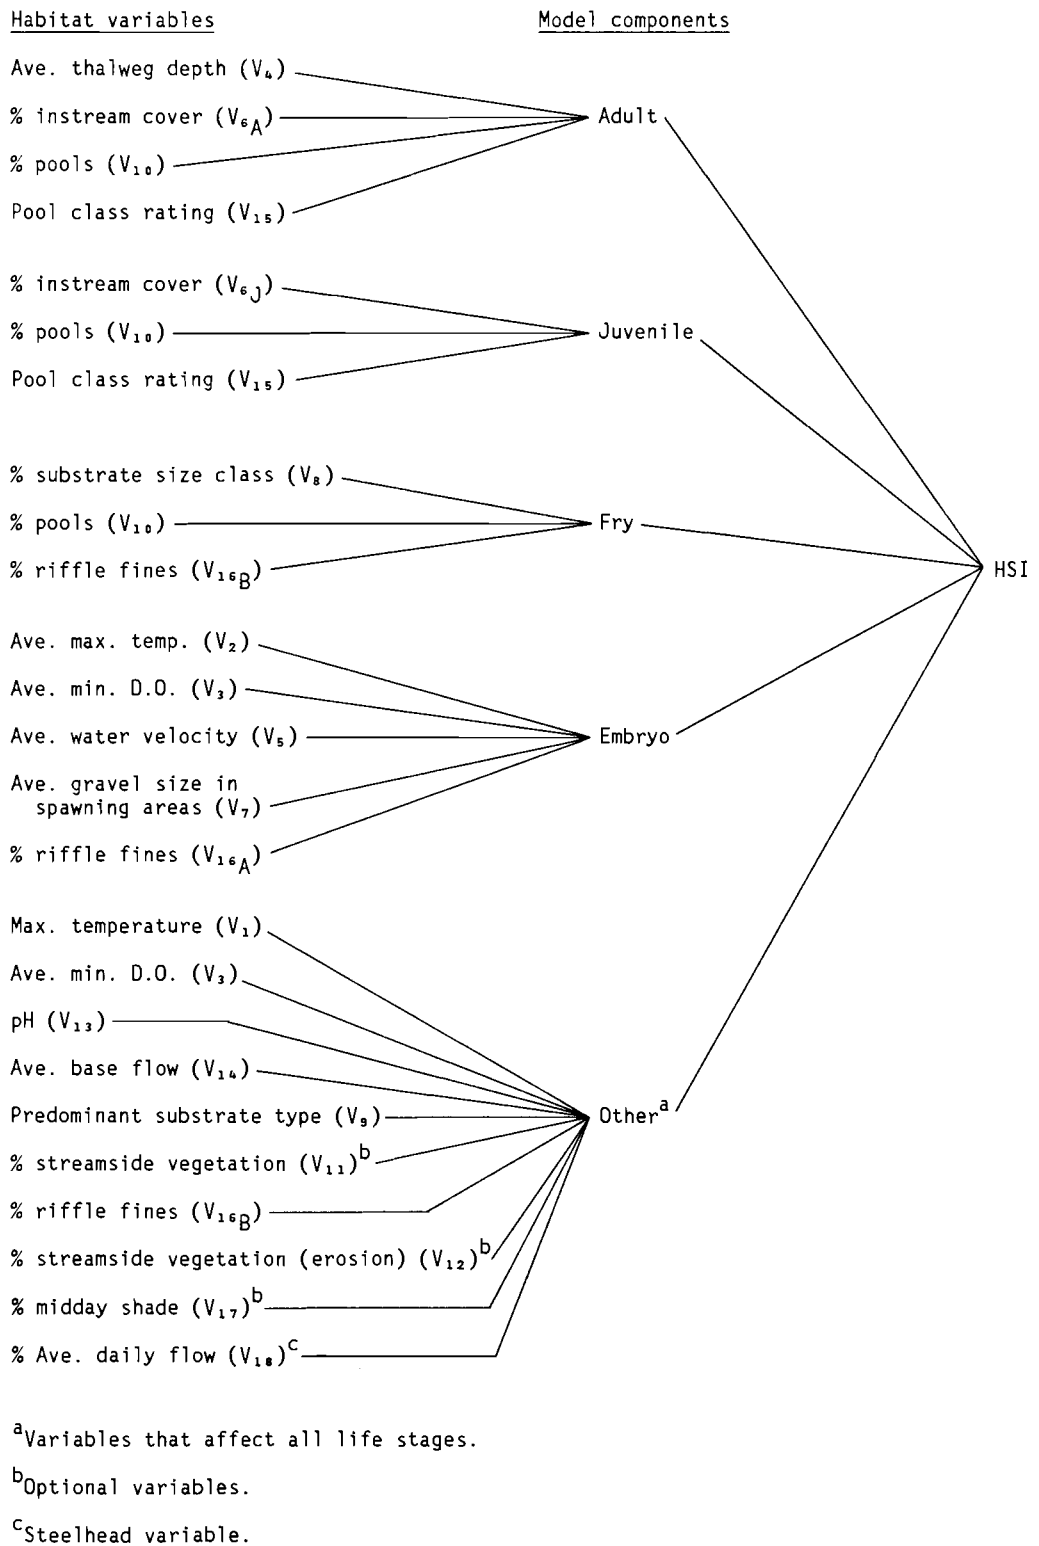 Habitat variables
Model components
Ave. thalweg depth (V₄)
% instream cover (V₆A)
% pools (V₁₀)
Pool class rating (V₁₅)
Adult
% instream cover (V₆J)
% pools (V₁₀)
Pool class rating (V₁₅)
Juvenile
% substrate size class (V₈)
% pools (V₁₀)
% riffle fines (V₁₆B)
Fry
HSI
Ave. max. temp. (V₂)
Ave. min. D.O. (V₃)
Ave. water velocity (V₅)
Ave. gravel size in
spawning areas (V₇)
% riffle fines (V₁₆A)
Embryo
Max. temperature (V₁)
Ave. min. D.O. (V₃)
pH (V₁₃)
Ave. base flow (V₁₄)
Predominant substrate type (V₉)
% streamside vegetation (V₁₁)ᵇ
% riffle fines (V₁₆B)
% streamside vegetation (erosion) (V₁₂)ᵇ
% midday shade (V₁₇)ᵇ
% Ave. daily flow (V₁₈)ᶜ
Otherᵃ
ᵃVariables that affect all life stages.
ᵇOptional variables.
ᶜSteelhead variable.